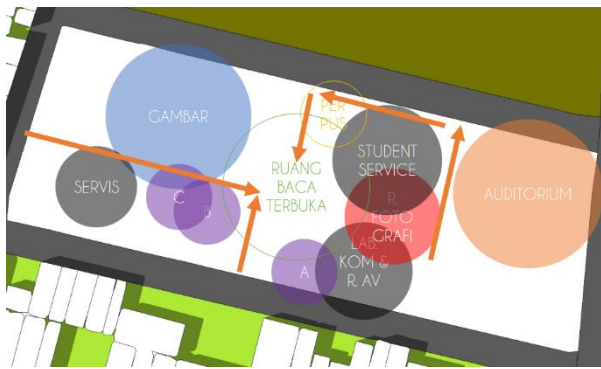 GAMBAR
SERVIS
C
B
PER
PUS
RUANG
BACA
TERBUKA
STUDENT
SERVICE
R.
FOTO
GRAFI
LAB.
KOM &
R. AV
A
AUDITORIUM